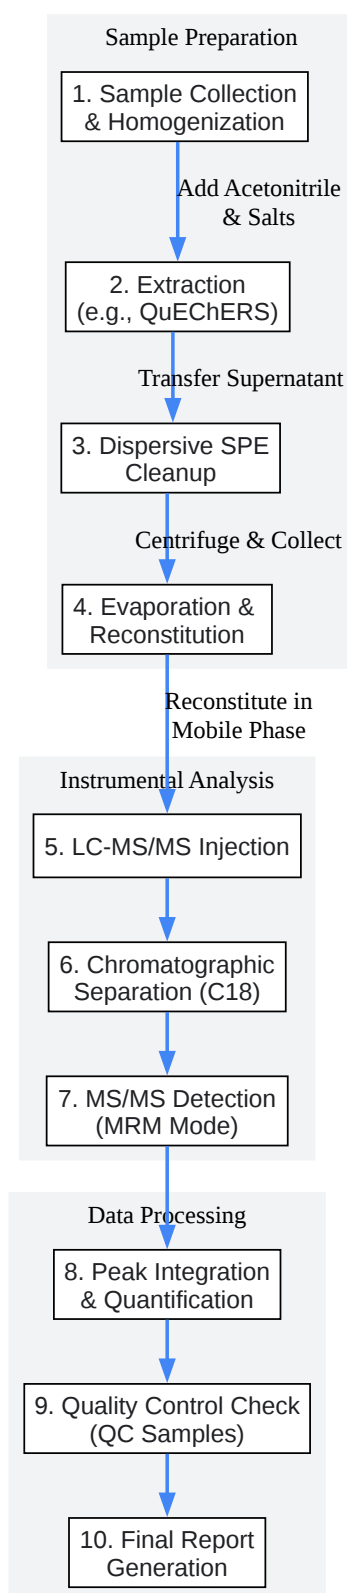 Sample Preparation
1. Sample Collection
& Homogenization
Add Acetonitrile
& Salts
2. Extraction
(e.g., QuEChERS)
Transfer Supernatant
3. Dispersive SPE
Cleanup
Centrifuge & Collect
4. Evaporation &
Reconstitution
Reconstitute in
Mobile Phase
Instrumental Analysis
5. LC-MS/MS Injection
6. Chromatographic
Separation (C18)
7. MS/MS Detection
(MRM Mode)
Data Processing
8. Peak Integration
& Quantification
9. Quality Control Check
(QC Samples)
10. Final Report
Generation